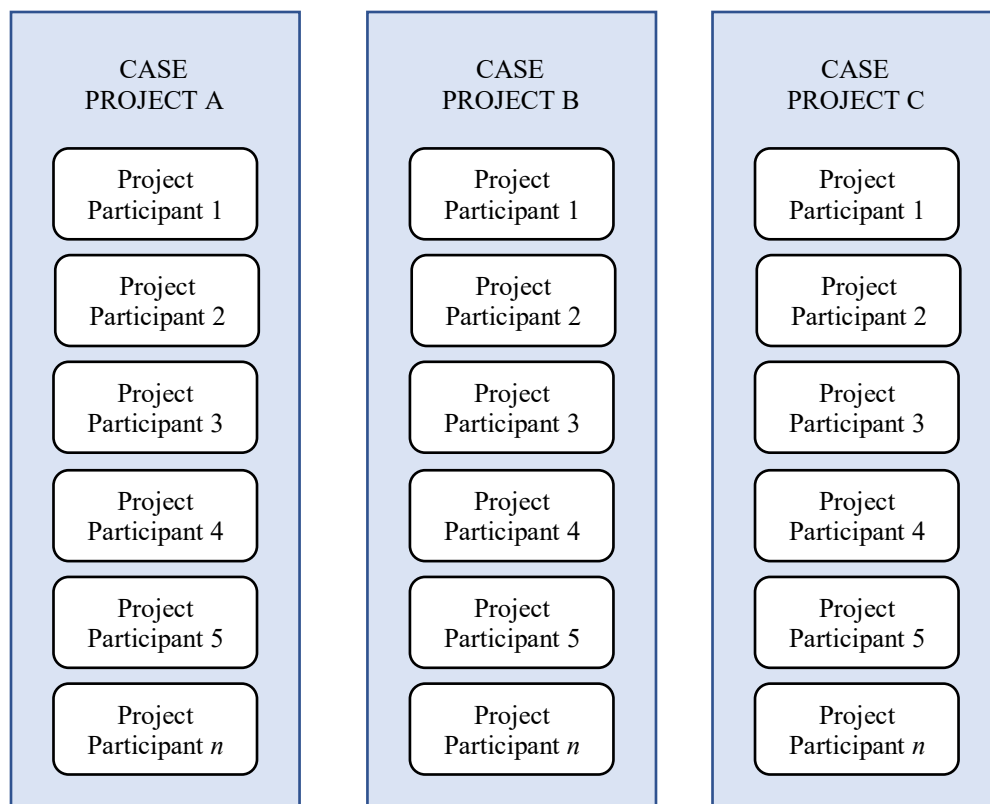 CASE
PROJECT A
Project
Participant 1
Project
Participant 2
Project
Participant 3
Project
Participant 4
Project
Participant 5
Project
Participant n
CASE
PROJECT B
Project
Participant 1
Project
Participant 2
Project
Participant 3
Project
Participant 4
Project
Participant 5
Project
Participant n
CASE
PROJECT C
Project
Participant 1
Project
Participant 2
Project
Participant 3
Project
Participant 4
Project
Participant 5
Project
Participant n